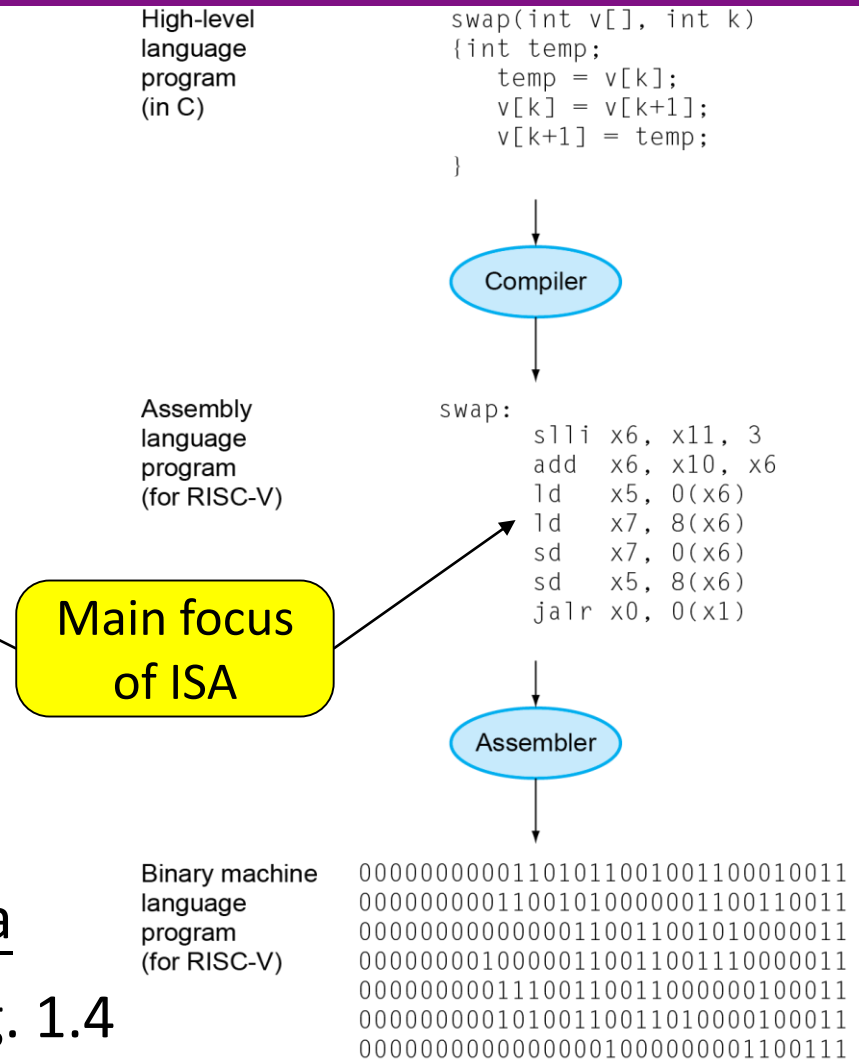 High-level
language
program
(in C)
swap(int v[], int k)
{int temp;
temp = v[k];
v[k] = v[k+1];
v[k+1] = temp;
}
Compiler
Assembly
language
program
(for RISC-V)
swap:
slli x6, x11, 3
add x6, x10, x6
ld x5, 0(x6)
ld x7, 8(x6)
sd x7, 0(x6)
sd x5, 8(x6)
jalr x0, 0(x1)
Main focus
of ISA
Assembler
Binary machine
language
program
(for RISC-V)
00000000001101011001001100010011
00000000011001010000001100110011
00000000000000110011001010000011
00000000100000110011001110000011
00000000011100110011000000100011
00000000010100110011010000100011
00000000000000001000000001100111
a
g. 1.4